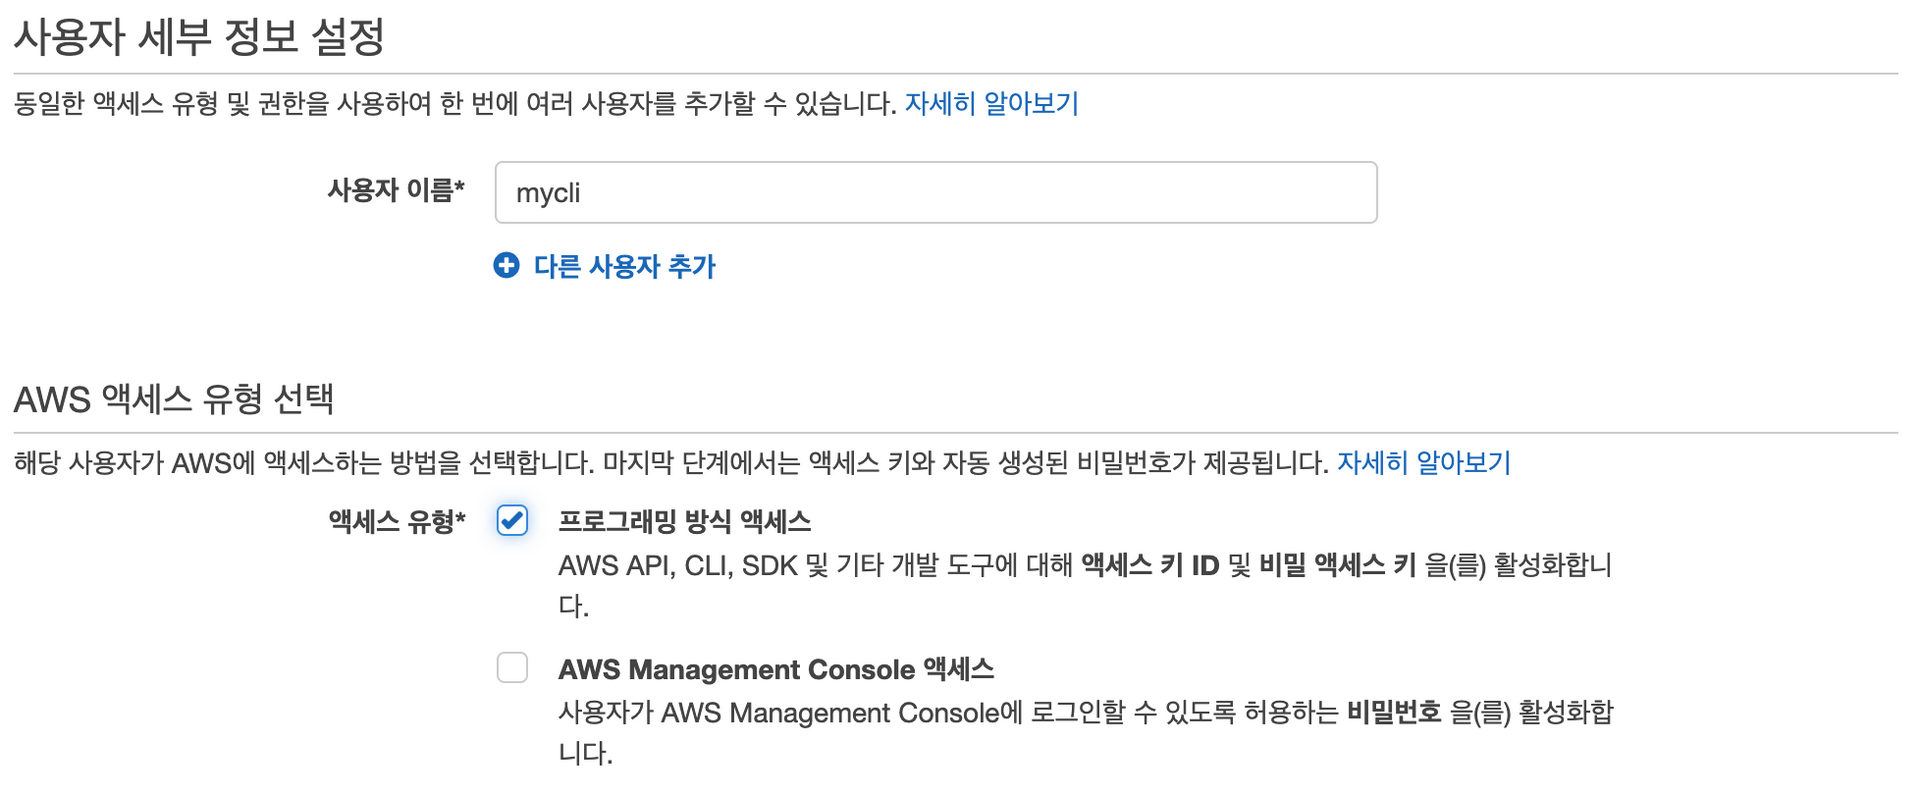 사용자 세부 정보 설정
동일한 액세스 유형 및 권한을 사용하여 한 번에 여러 사용자를 추가할 수 있습니다. 자세히 알아보기
사용자 이름* mycli
다른 사용자 추가
AWS 액세스 유형 선택
해당 사용자가 AWS에 액세스하는 방법을 선택합니다. 마지막 단계에서는 액세스 키와 자동 생성된 비밀번호가 제공됩니다. 자세히 알아보기
액세스 유형* 프로그래밍 방식 액세스
AWS API, CLI, SDK 및 기타 개발 도구에 대해 액세스 키 ID 및 비밀 액세스 키 을(를) 활성화합니
다.
AWS Management Console 액세스
사용자가 AWS Management Console에 로그인할 수 있도록 허용하는 비밀번호 을(를) 활성화합
니다.